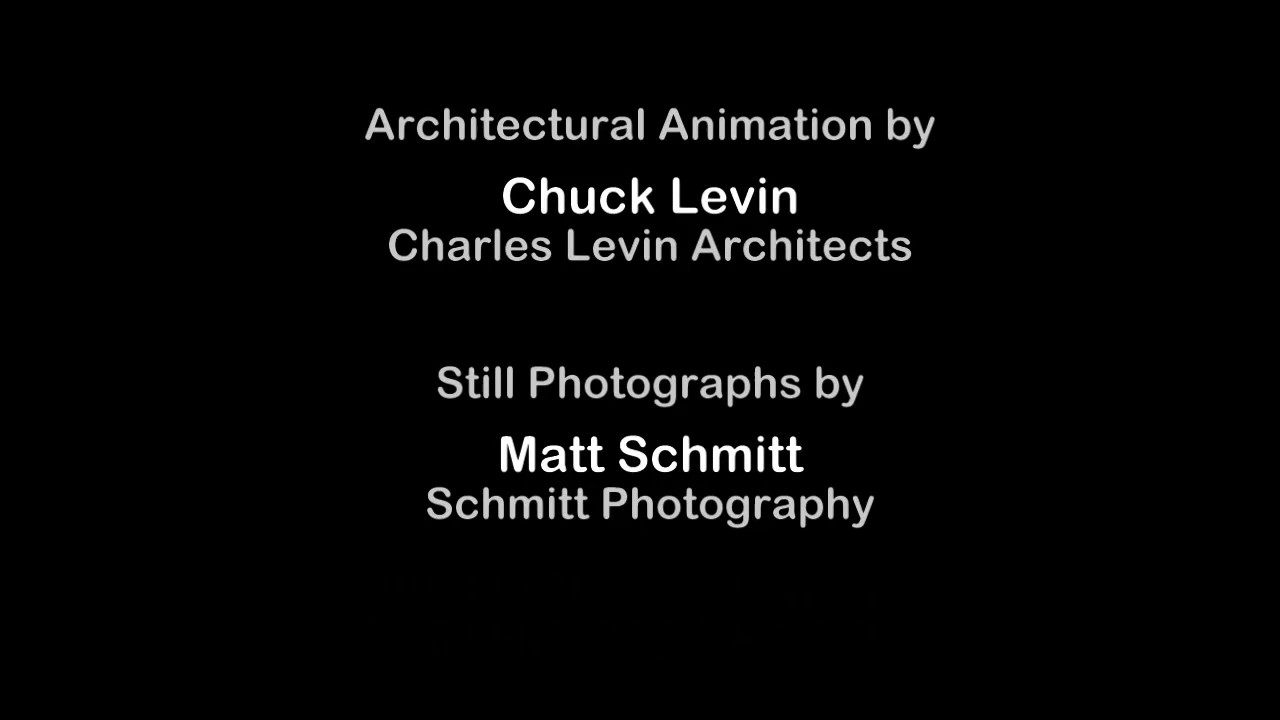 Architectural Animation by
Chuck Levin
Charles Levin Architects
Still Photographs by
Matt Schmitt
Schmitt Photography